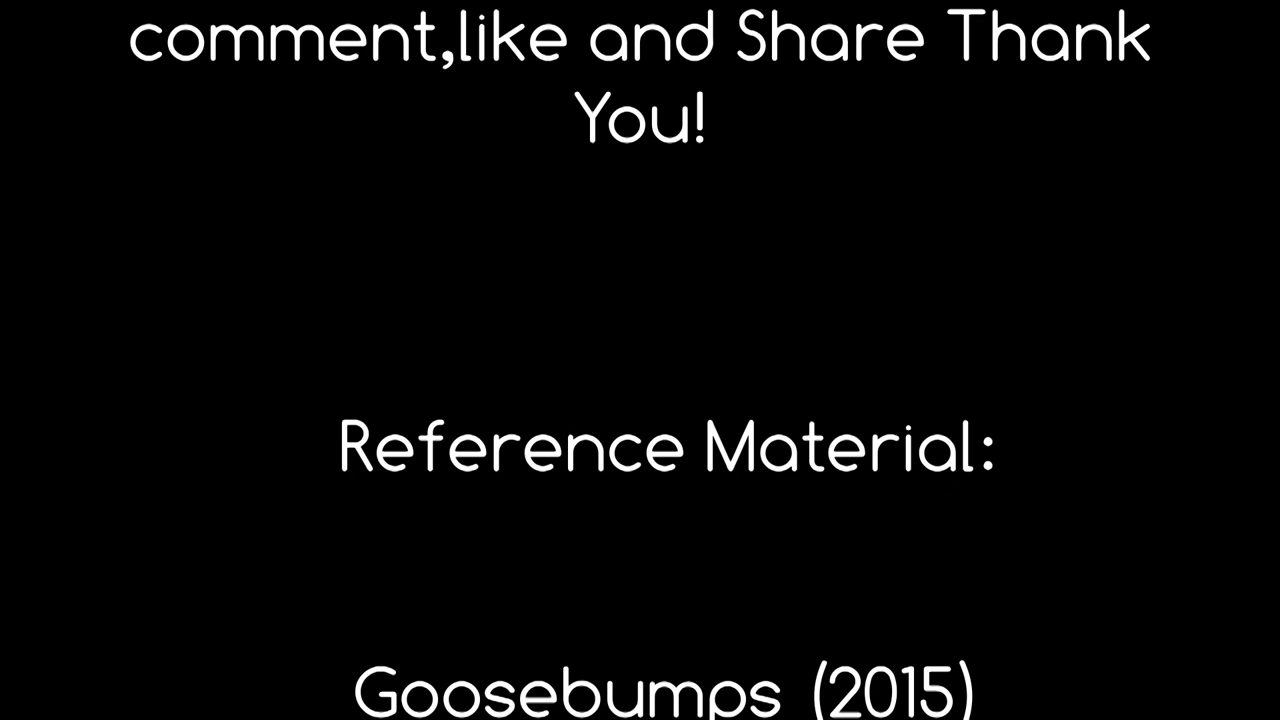 comment,like and Share Thank
You!
Reference Material:
Goosebumps (2015)